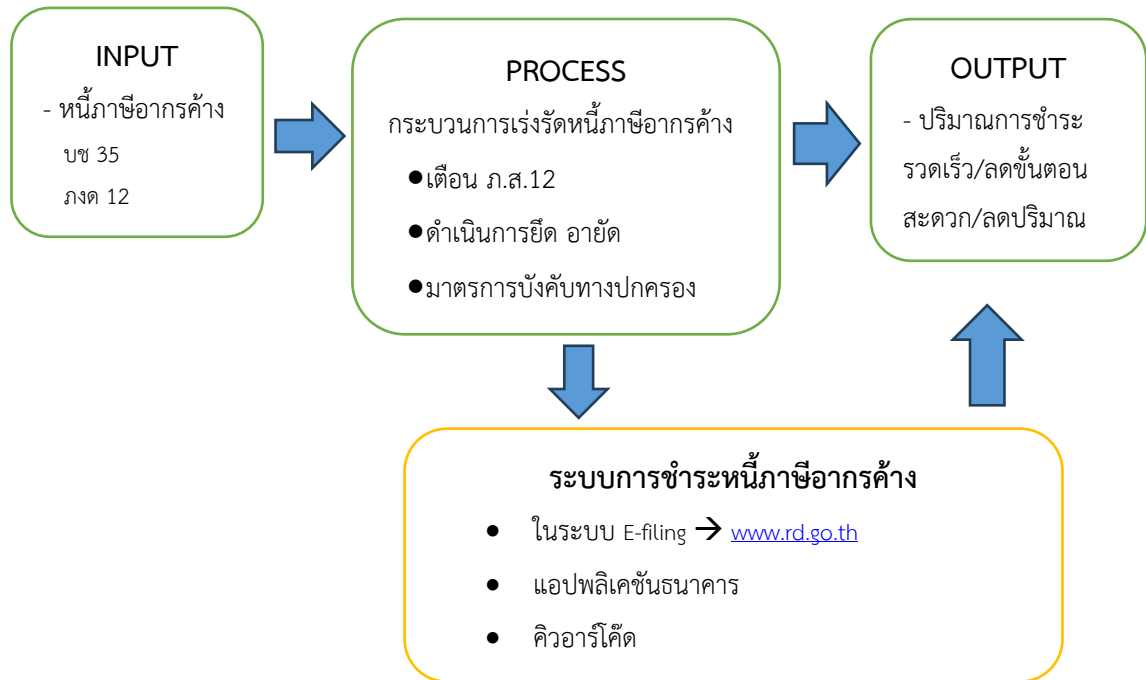 INPUT
- หนี้ภาษีอากรค้าง
บช 35
ภงด 12
PROCESS
กระบวนการเร่งรัดหนี้ภาษีอากรค้าง
●เตือน ภ.ส.12
●ดำเนินการยึด อายัด
●มาตรการบังคับทางปกครอง
OUTPUT
- ปริมาณการชำระ
รวดเร็ว/ลดขั้นตอน
สะดวก/ลดปริมาณ
ระบบการชำระหนี้ภาษีอากรค้าง
● ในระบบ E-filing → www.rd.go.th
● แอปพลิเคชันธนาคาร
● คิวอาร์โค๊ด